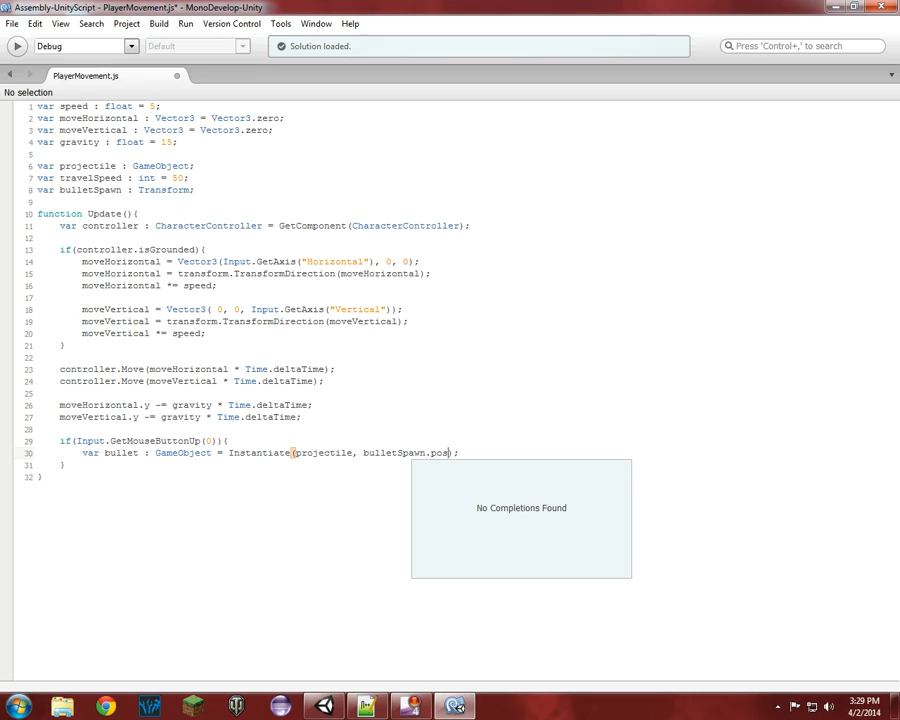 Assembly-UnityScript - PlayerMovement.js* - MonoDevelop-Unity
File Edit View Search Project Build Run Version Control Tools Window Help
Debug Default Solution loaded. Press 'Control+,' to search
PlayerMovement.js
No selection
1 var speed : float = 5;
2 var moveHorizontal : Vector3 = Vector3.zero;
3 var moveVertical : Vector3 = Vector3.zero;
4 var gravity : float = 15;
5
6 var projectile : GameObject;
7 var travelSpeed : int = 50;
8 var bulletSpawn : Transform;
9
10 function Update(){
11 var controller : CharacterController = GetComponent(CharacterController);
12
13 if(controller.isGrounded){
14 moveHorizontal = Vector3(Input.GetAxis("Horizontal"), 0, 0);
15 moveHorizontal = transform.TransformDirection(moveHorizontal);
16 moveHorizontal *= speed;
17
18 moveVertical = Vector3( 0, 0, Input.GetAxis("Vertical"));
19 moveVertical = transform.TransformDirection(moveVertical);
20 moveVertical *= speed;
21 }
22
23 controller.Move(moveHorizontal * Time.deltaTime);
24 controller.Move(moveVertical * Time.deltaTime);
25
26 moveHorizontal.y -= gravity * Time.deltaTime;
27 moveVertical.y -= gravity * Time.deltaTime;
28
29 if(Input.GetMouseButtonUp(0)){
30 var bullet : GameObject = Instantiate(projectile, bulletSpawn.pos);
31 }
32 }
No Completions Found
3:29 PM
4/2/2014